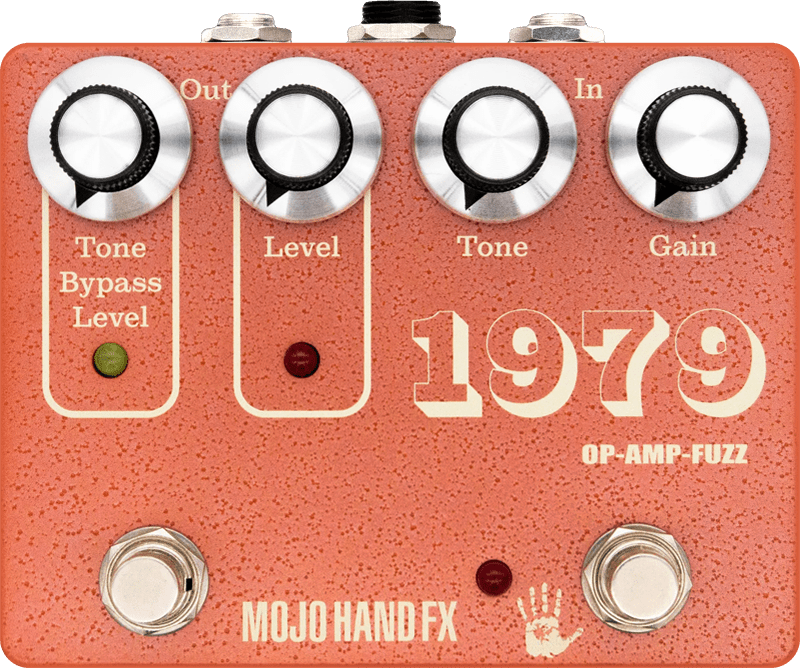 Out
In
Tone
Bypass
Level
Level
Tone
Gain
1979
OP-AMP-FUZZ
MOJO HAND FX